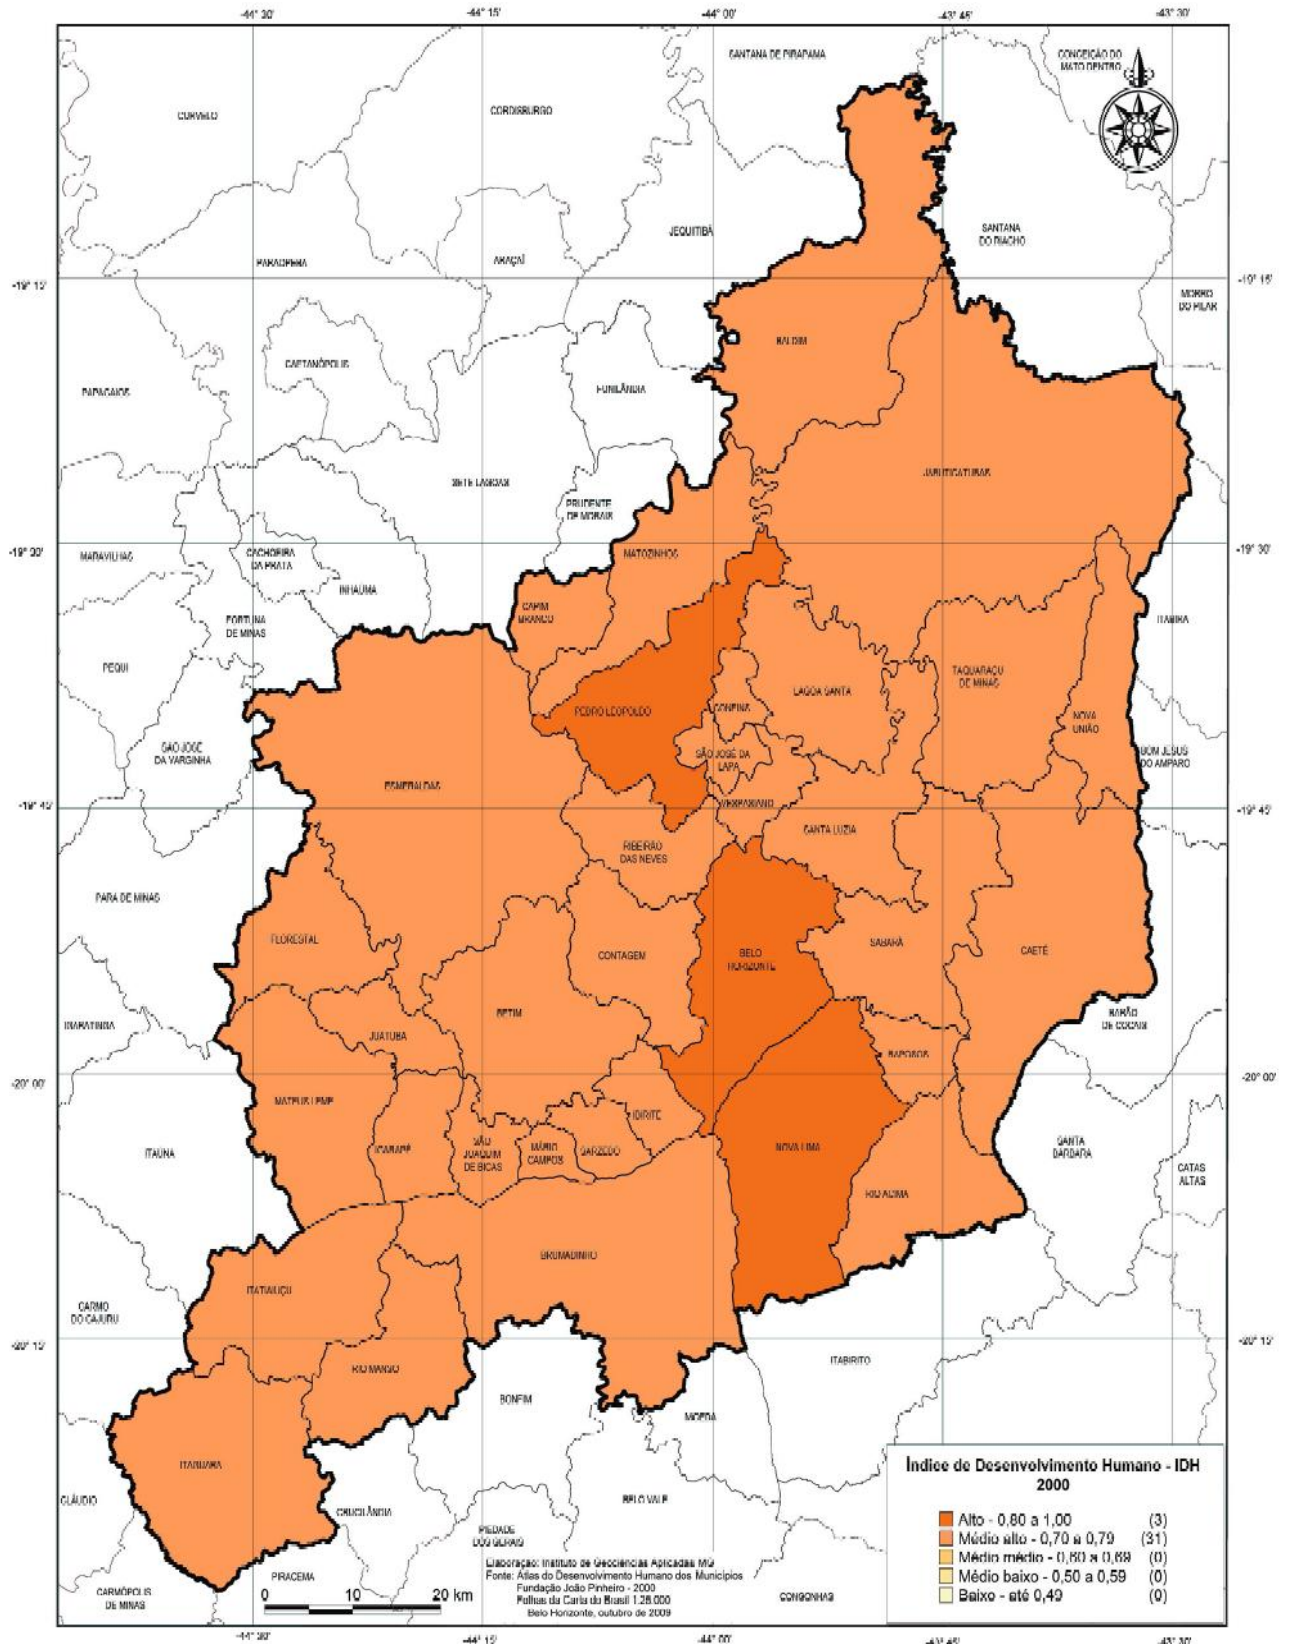 -44° 30'
-44° 15'
-44° 00'
-43° 45'
-43° 30'
SANTANA DE PIRAPAMA
CONCEIÇÃO DO
MATO DENTRO
CURVELO
CORDISBURGO
JEQUITIBÁ
SANTANA
DO RIACHO
PARAOPEBA
ARAÇAÍ
-19° 15'
-19° 15'
MORRO
DO PILAR
BALDIM
CAETANÓPOLIS
PAPAGAIOS
FUNILÂNDIA
JABOTICATUBAS
SETE LAGOAS
PRUDENTE
DE MORAIS
-19° 30'
-19° 30'
MARAVILHAS
CACHOEIRA
DA PRATA
MATOZINHOS
INHAÚMA
CAPIM
BRANCO
FORTUNA
DE MINAS
ITABIRA
PEQUI
TAQUARAÇU
DE MINAS
LAGOA SANTA
PEDRO LEOPOLDO
CONFINS
NOVA
UNIÃO
SÃO JOSÉ
DA VARGINHA
SÃO JOSÉ DA
LAPA
BOM JESUS
DO AMPARO
ESMERALDAS
-19° 45'
-19° 45'
VESPASIANO
SANTA LUZIA
RIBEIRÃO
DAS NEVES
PARA DE MINAS
FLORESTAL
SABARÁ
CAETÉ
CONTAGEM
BELO
HORIZONTE
BETIM
BARÃO
DE COCAIS
IGARATINGA
JUATUBA
RAPOSOS
-20° 00'
-20° 00'
MATEUS LEME
IBIRITE
ITAÚNA
IGARAPÉ
SÃO
JOAQUIM
DE BICAS
MÁRIO
CAMPOS
SARZEDO
NOVA LIMA
SANTA
BÁRBARA
CATAS
ALTAS
RIO ACIMA
BRUMADINHO
ITATIAIUÇU
CARMO
DO CAJURU
-20° 15'
-20° 15'
RIO MANSO
ITABIRITO
BONFIM
MOEDA
ITAGUARA
CLÁUDIO
CRUCILÂNDIA
BELO VALE
PIEDADE
DOS GERAIS
PIRACEMA
CARMÓPOLIS
DE MINAS
CONGONHAS
Índice de Desenvolvimento Humano - IDH
2000
Alto - 0,80 a 1,00 (3)
Médio alto - 0,70 a 0,79 (31)
Médio médio - 0,60 a 0,69 (0)
Médio baixo - 0,50 a 0,59 (0)
Baixo - até 0,49 (0)
Elaboração: Instituto de Geociências Aplicadas MG
Fonte: Atlas do Desenvolvimento Humano dos Municípios
Fundação João Pinheiro - 2000
Folhas da Carta do Brasil
Belo Horizonte, outubro de 2009
0 10 20 km
-44° 30'
-44° 15'
-44° 00'
-43° 45'
-43° 30'